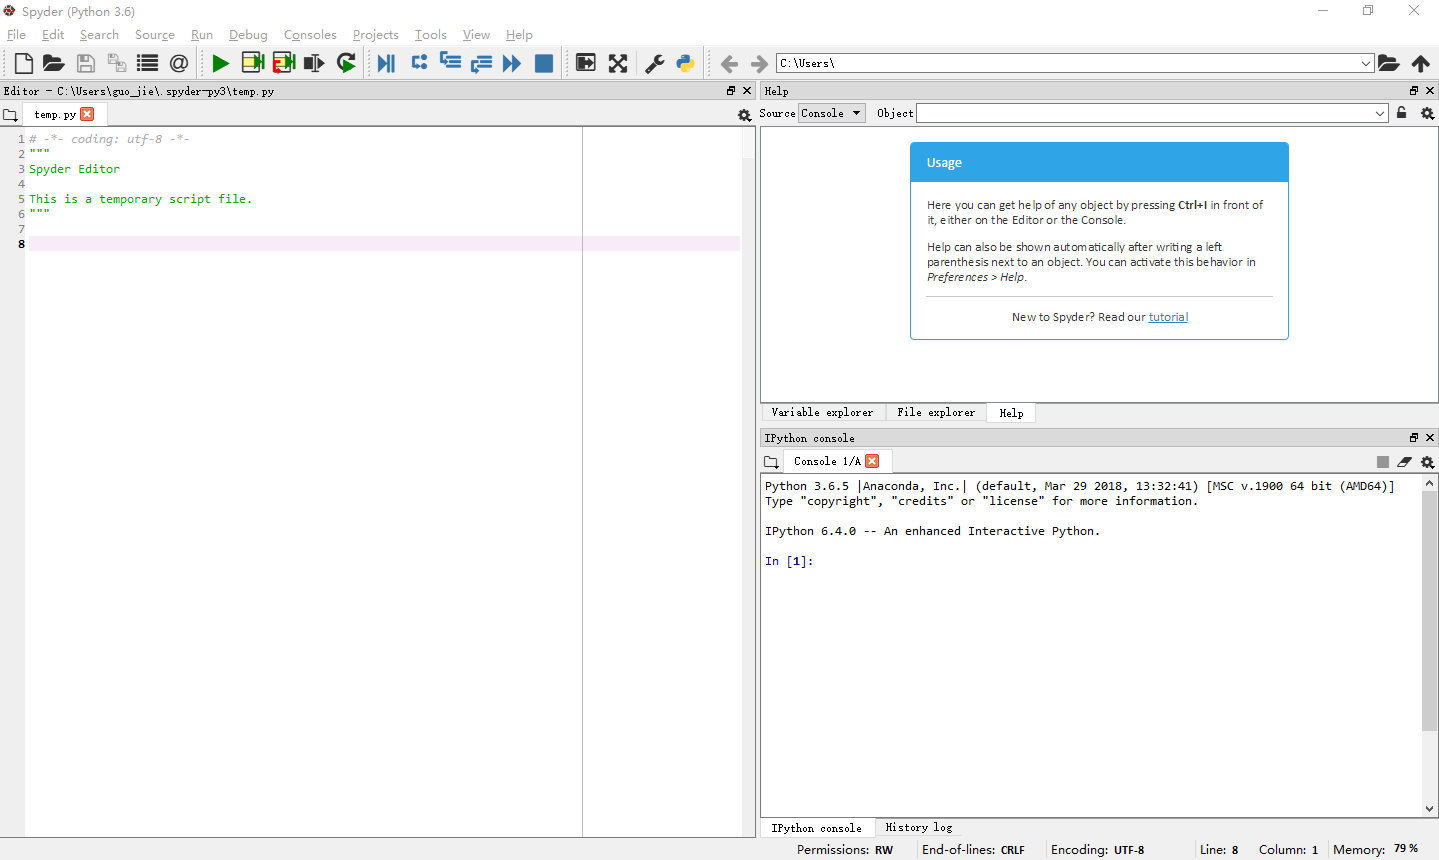 Spyder (Python 3.6)
File Edit Search Source Run Debug Consoles Projects Tools View Help
C:\Users\
Editor - C:\Users\guo_jie\.spyder-py3\temp.py
temp.py
1 # -*- coding: utf-8 -*-
2 """
3 Spyder Editor
4
5 This is a temporary script file.
6 """
7
8
Help
Source Console Object
Usage
Here you can get help of any object by pressing Ctrl+I in front of
it, either on the Editor or the Console.
Help can also be shown automatically after writing a left
parenthesis next to an object. You can activate this behavior in
Preferences > Help.
New to Spyder? Read our tutorial
Variable explorer File explorer Help
IPython console
Console 1/A
Python 3.6.5 |Anaconda, Inc.| (default, Mar 29 2018, 13:32:41) [MSC v.1900 64 bit (AMD64)]
Type "copyright", "credits" or "license" for more information.
IPython 6.4.0 -- An enhanced Interactive Python.
In [1]:
IPython console History log
Permissions: RW End-of-lines: CRLF Encoding: UTF-8 Line: 8 Column: 1 Memory: 79 %